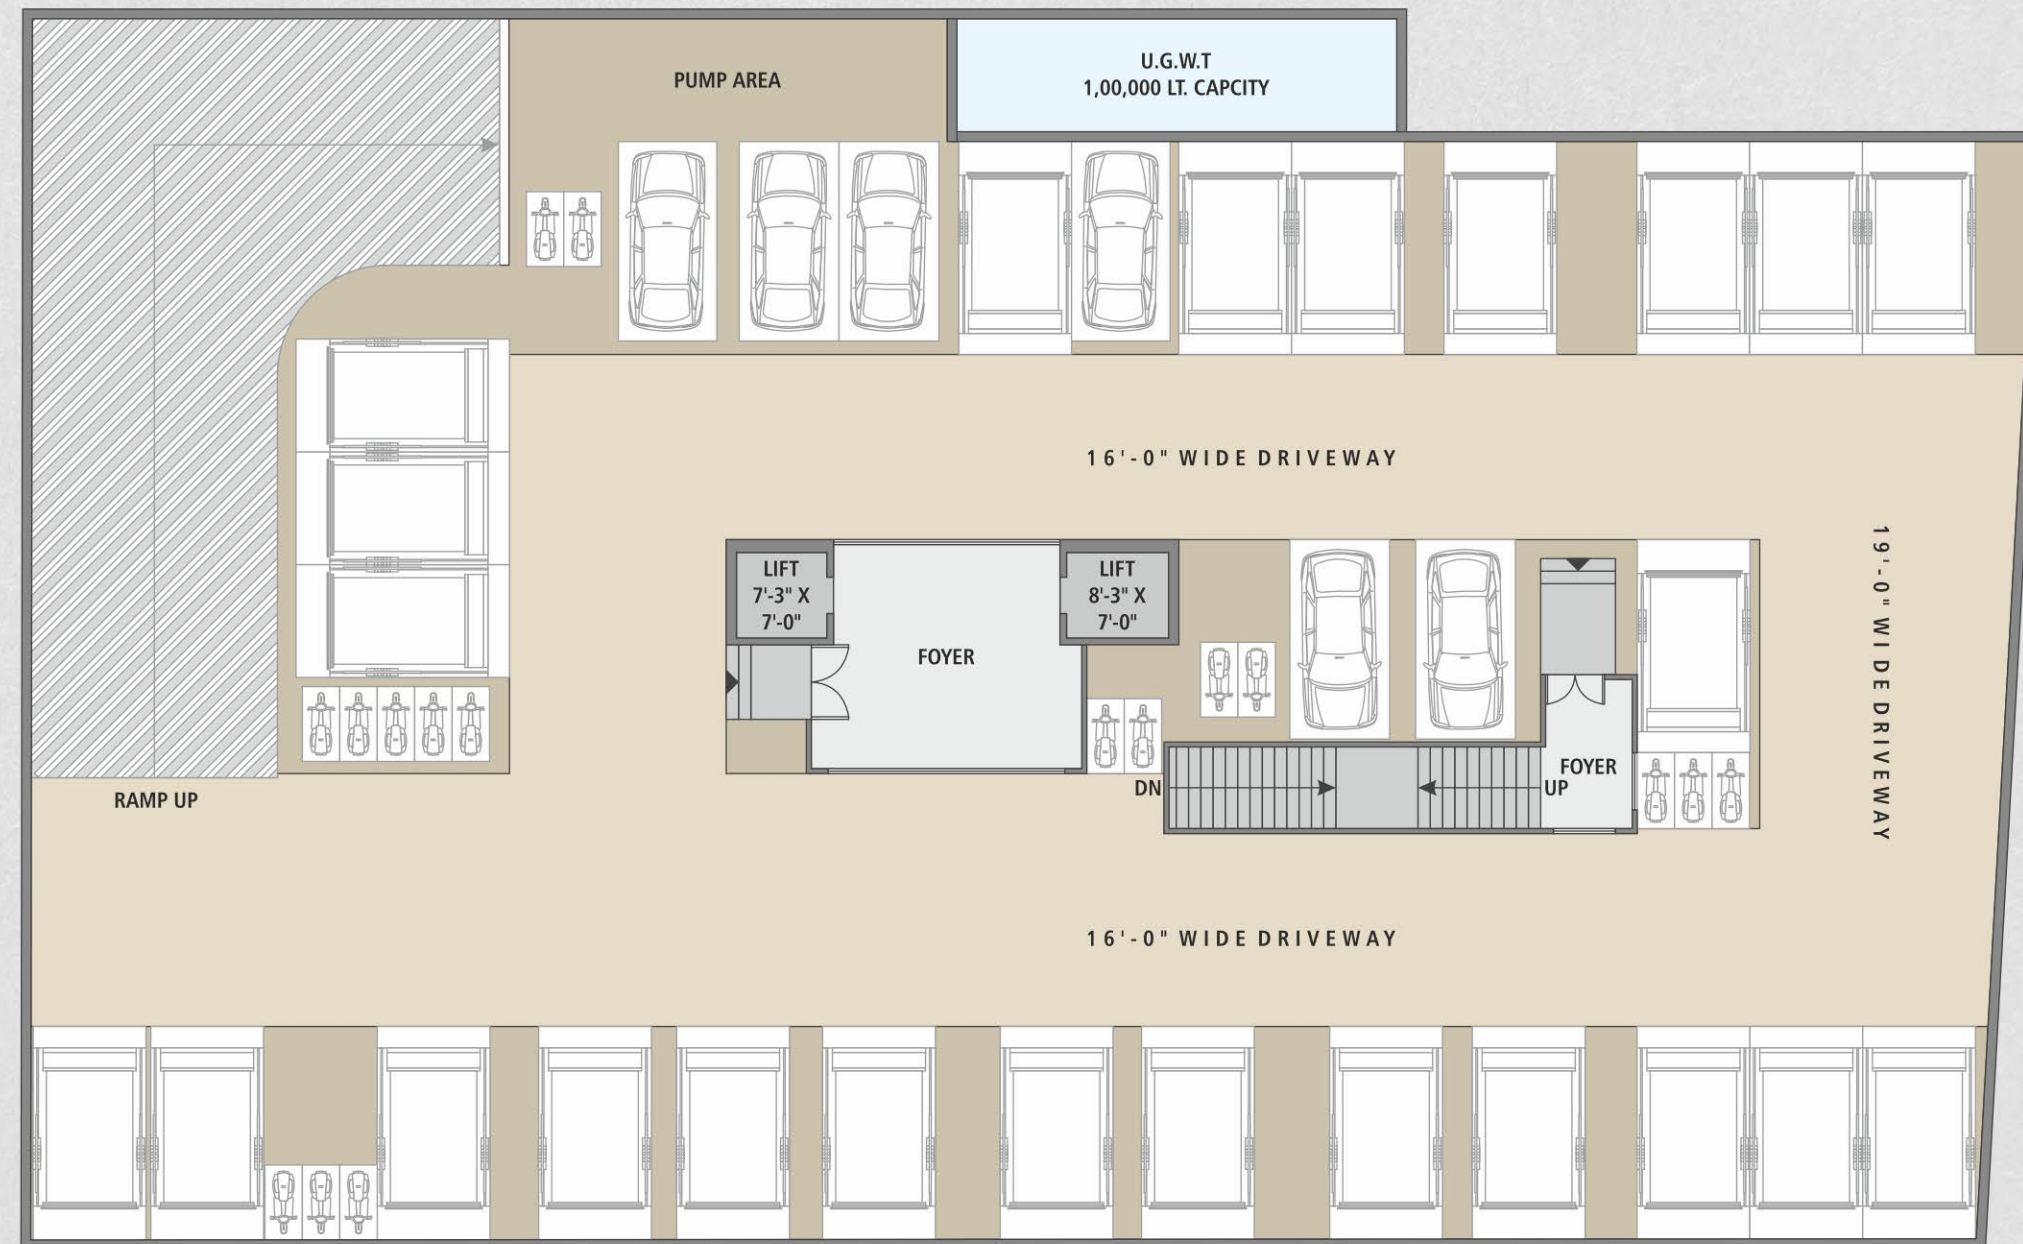 PUMP AREA
U.G.W.T
1,00,000 LT. CAPCITY
16'-0" WIDE DRIVEWAY
19'-0" WIDE DRIVEWAY
LIFT
7'-3" X
7'-0"
FOYER
LIFT
8'-3" X
7'-0"
FOYER
DN
UP
RAMP UP
16'-0" WIDE DRIVEWAY